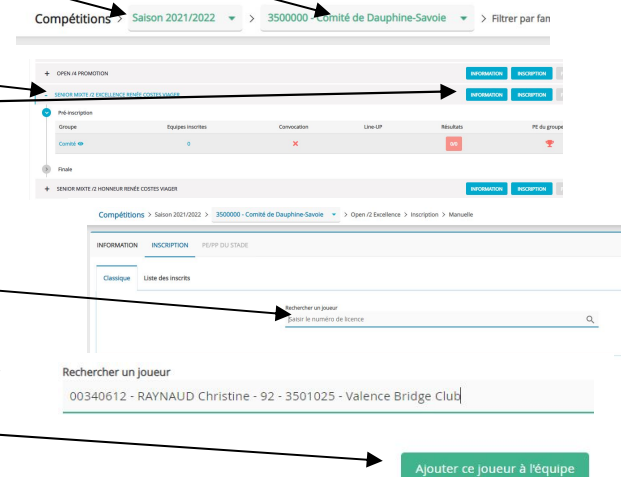 Compétitions > Saison 2021/2022 > 3500000 - Comité de Dauphine-Savoie > Filtrer par fam
+ OPEN /4 PROMOTION INFORMATION INSCRIPTION
- SENIOR MIXTE /2 EXCELLENCE RENÉE COSTES VIAGER INFORMATION INSCRIPTION
Pré-inscription
Groupe Equipes inscrites Convocation Line-UP Résultats PE du groupe
Comité 0 0/0
Finale
+ SENIOR MIXTE /2 HONNEUR RENÉE COSTES VIAGER INFORMATION INSCRIPTION
Compétitions > Saison 2021/2022 > 3500000 - Comité de Dauphine-Savoie > Open /2 Excellence > Inscription > Manuelle
INFORMATION INSCRIPTION PE/PP DU STADE
Classique Liste des inscrits
Rechercher un joueur
Saisir le numéro de licence
Rechercher un joueur
00340612 - RAYNAUD Christine - 92 - 3501025 - Valence Bridge Club
Ajouter ce joueur à l'équipe